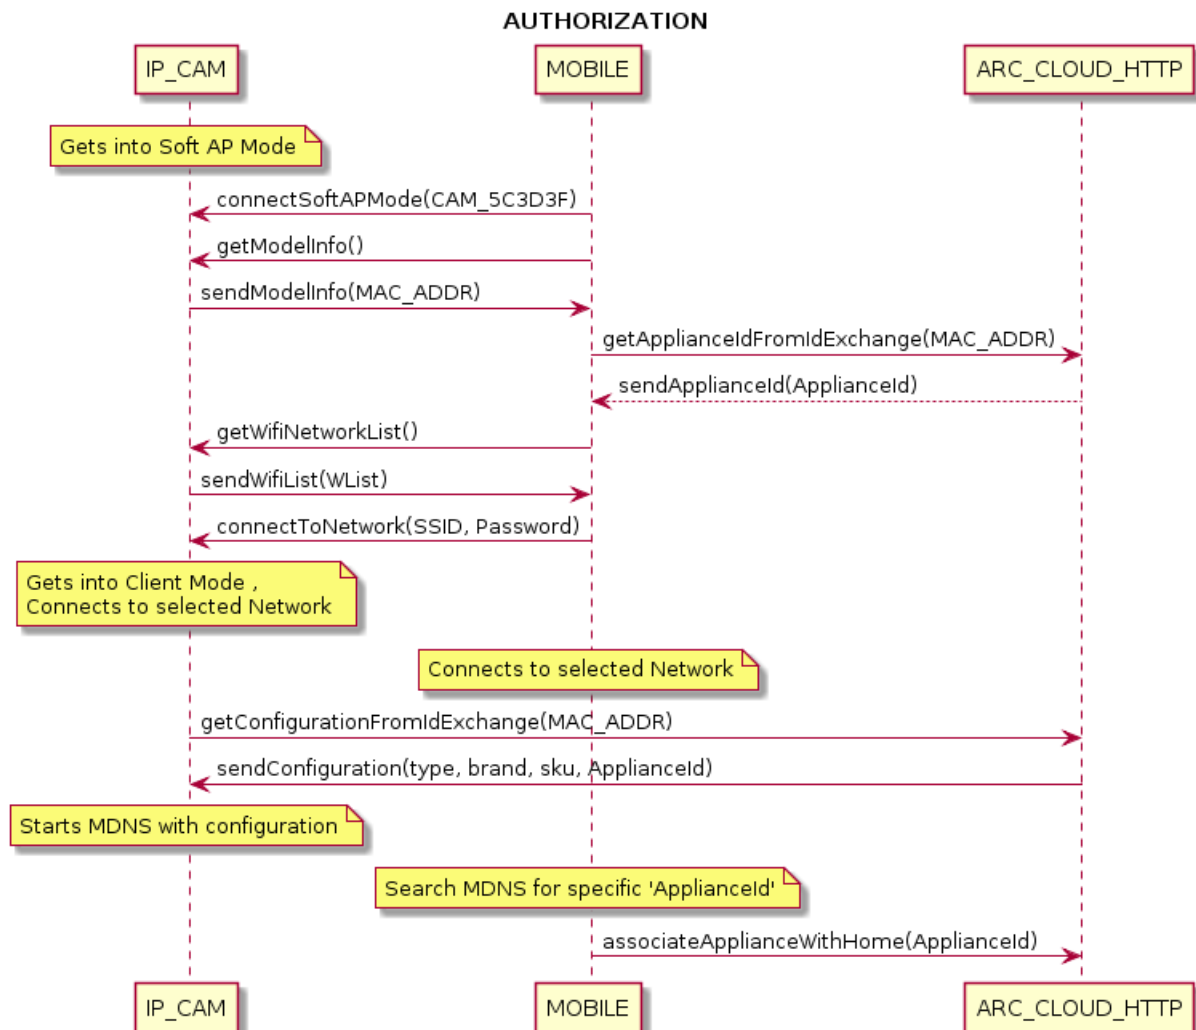 AUTHORIZATION
IP_CAM
MOBILE
ARC_CLOUD_HTTP
Gets into Soft AP Mode
connectSoftAPMode(CAM_5C3D3F)
getModelInfo()
sendModelInfo(MAC_ADDR)
getApplianceIdFromIdExchange(MAC_ADDR)
sendApplianceId(ApplianceId)
getWifiNetworkList()
sendWifiList(WList)
connectToNetwork(SSID, Password)
Gets into Client Mode ,
Connects to selected Network
Connects to selected Network
getConfigurationFromIdExchange(MAC_ADDR)
sendConfiguration(type, brand, sku, ApplianceId)
Starts MDNS with configuration
Search MDNS for specific 'ApplianceId'
associateApplianceWithHome(ApplianceId)
IP_CAM
MOBILE
ARC_CLOUD_HTTP